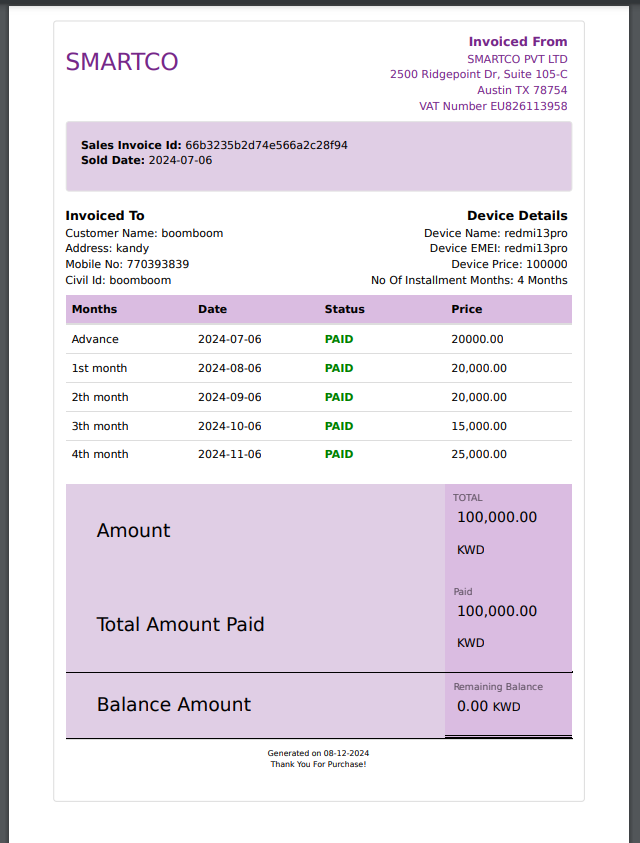 SMARTCO
Invoiced From
SMARTCO PVT LTD
2500 Ridgepoint Dr, Suite 105-C
Austin TX 78754
VAT Number EU826113958
Sales Invoice Id: 66b3235b2d74e566a2c28f94
Sold Date: 2024-07-06
Invoiced To
Customer Name: boomboom
Address: kandy
Mobile No: 770393839
Civil Id: boomboom
Device Details
Device Name: redmi13pro
Device EMEI: redmi13pro
Device Price: 100000
No Of Installment Months: 4 Months
Months Date Status Price
Advance 2024-07-06 PAID 20000.00
1st month 2024-08-06 PAID 20,000.00
2th month 2024-09-06 PAID 20,000.00
3th month 2024-10-06 PAID 15,000.00
4th month 2024-11-06 PAID 25,000.00
Amount
TOTAL
100,000.00
KWD
Total Amount Paid
Paid
100,000.00
KWD
Balance Amount
Remaining Balance
0.00 KWD
Generated on 08-12-2024
Thank You For Purchase!